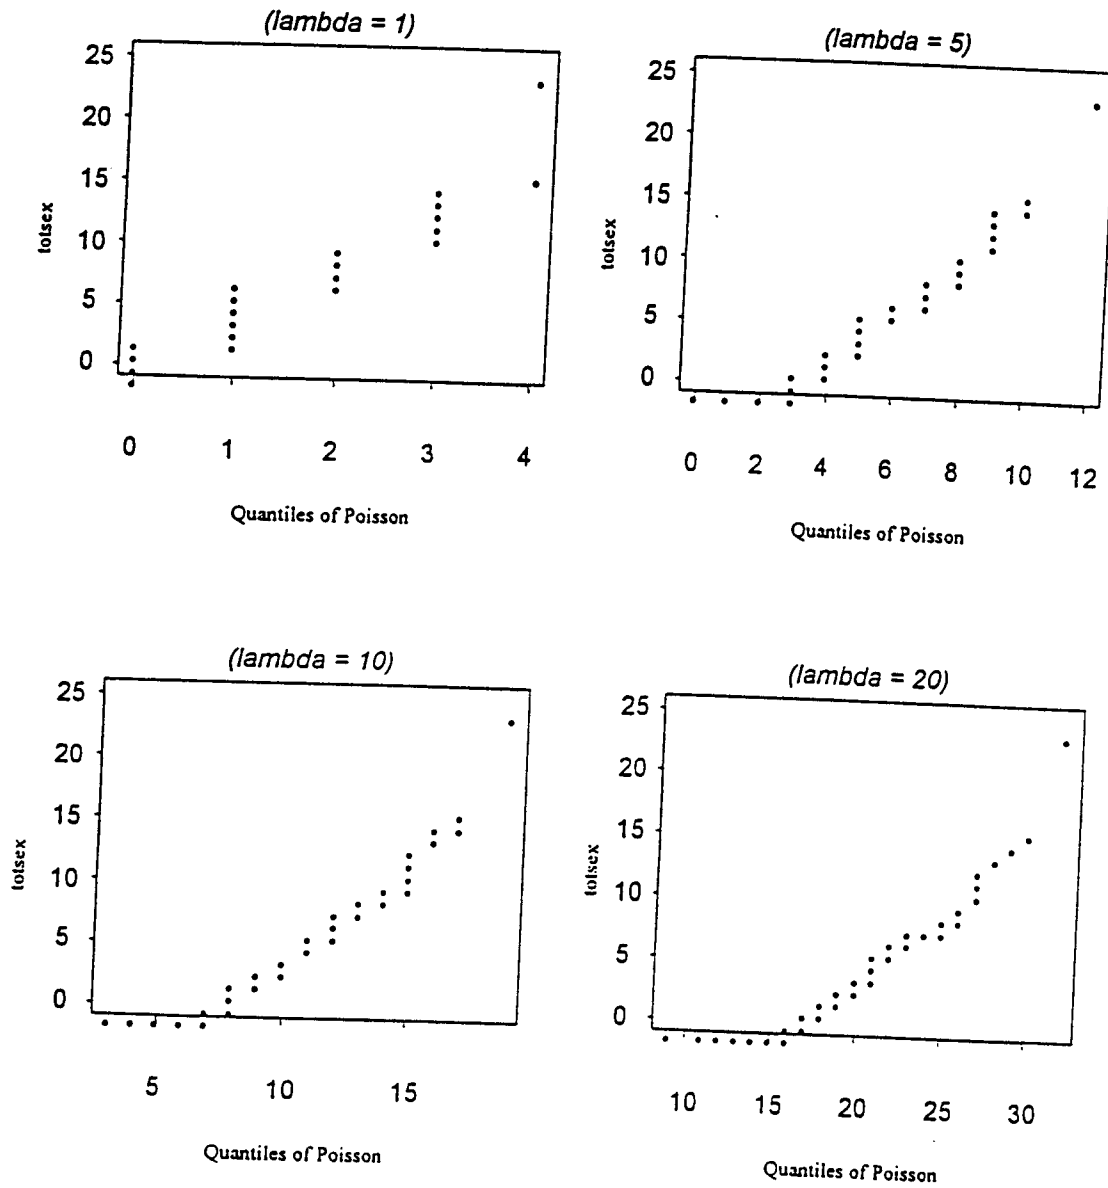 (lambda = 1)
25
20
15
10
5
0
totsex
0 1 2 3 4
Quantiles of Poisson
(lambda = 5)
25
20
15
10
5
0
totsex
0 2 4 6 8 10 12
Quantiles of Poisson
(lambda = 10)
25
20
15
10
5
0
totsex
5 10 15
Quantiles of Poisson
(lambda = 20)
25
20
15
10
5
0
totsex
10 15 20 25 30
Quantiles of Poisson